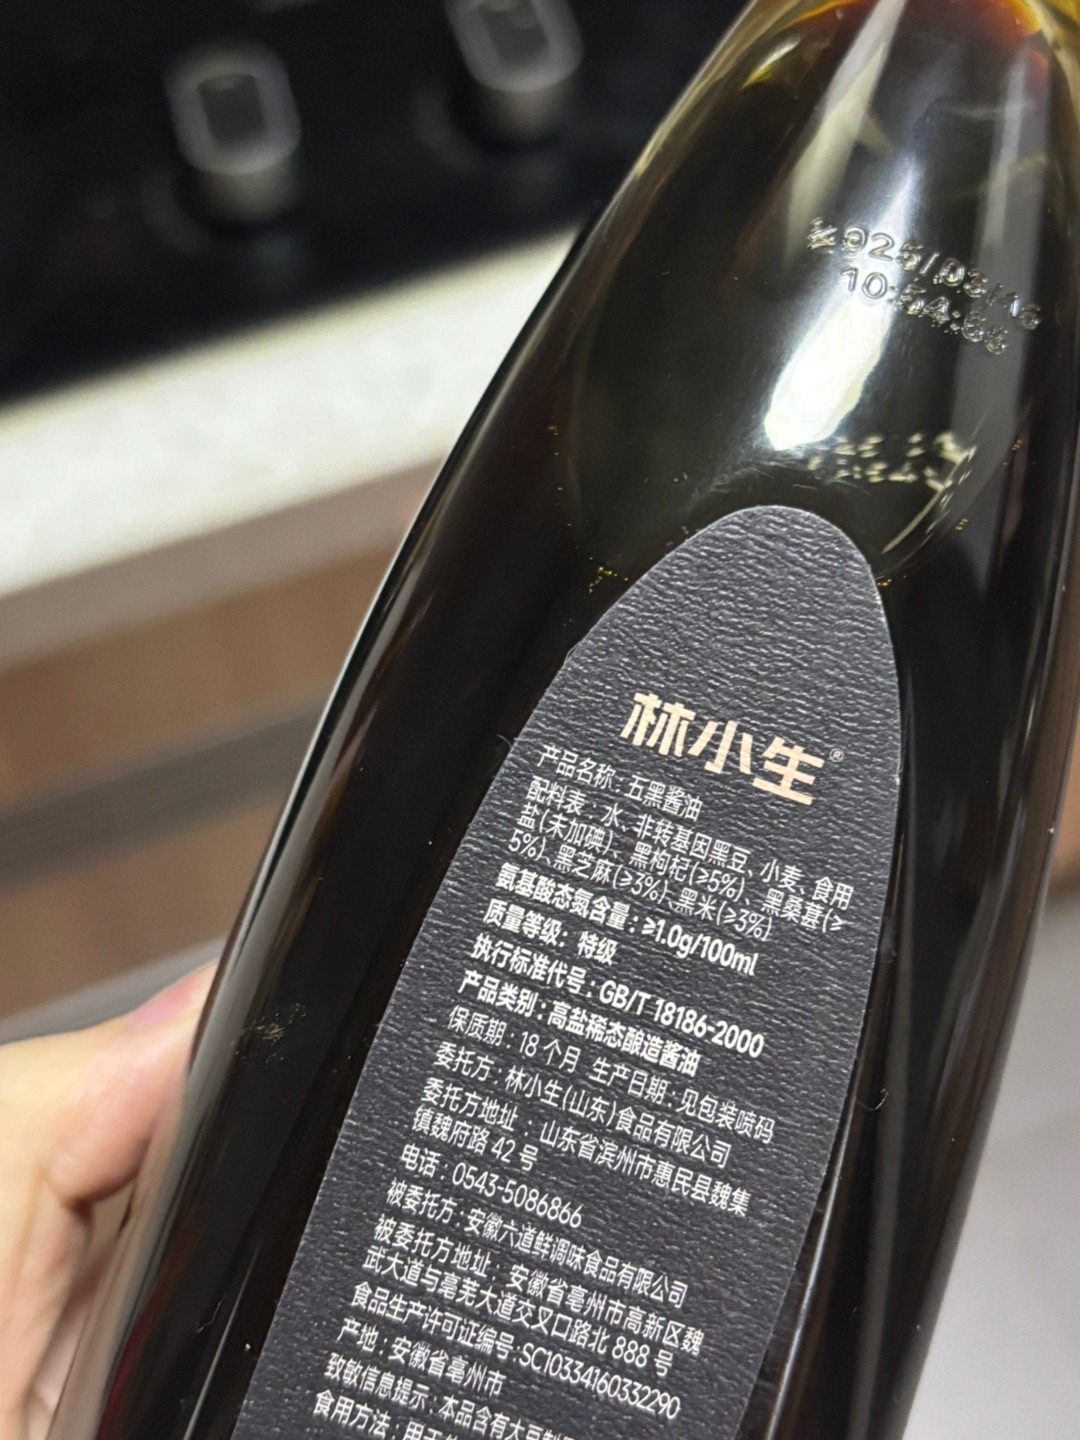 10:44:
林小生®
产品名称: 五黑酱油
配料表: 水、非转基因黑豆、小麦、食用
盐(未加碘)、黑枸杞(≥5%)、黑桑葚(≥
5%)、黑芝麻(≥3%)、黑米(≥3%)
氨基酸态氮含量: ≥1.0g/100ml
质量等级: 特级
执行标准代号: GB/T 18186-2000
产品类别: 高盐稀态酿造酱油
保质期: 18个月 生产日期: 见包装喷码
委托方: 林小生(山东)食品有限公司
委托方地址: 山东省滨州市惠民县魏集
镇魏府路42号
电话: 0543-5086866
被委托方: 安徽六道鲜调味食品有限公司
被委托方地址: 安徽省亳州市高新区魏
武大道与亳芜大道交叉口路北888号
食品生产许可证编号: SC10334160332290
产地: 安徽省亳州市
致敏信息提示: 本品含有大豆制
食用方法: 用于